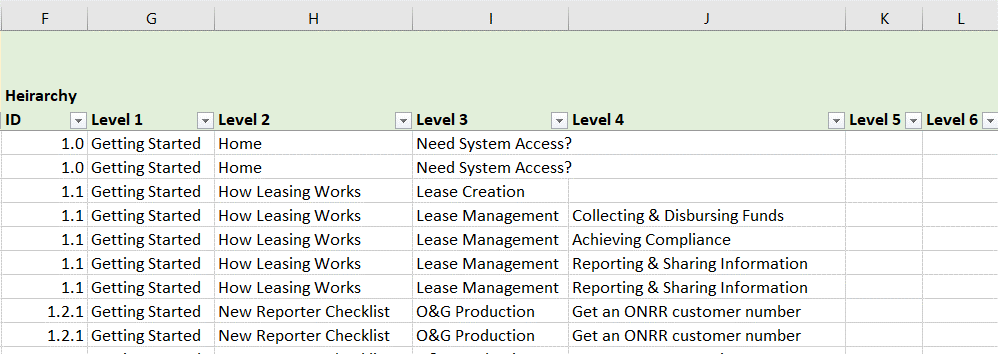 F G H I J K L
Heirarchy
ID Level 1 Level 2 Level 3 Level 4 Level 5 Level 6
1.0 Getting Started Home Need System Access?
1.0 Getting Started Home Need System Access?
1.1 Getting Started How Leasing Works Lease Creation
1.1 Getting Started How Leasing Works Lease Management Collecting & Disbursing Funds
1.1 Getting Started How Leasing Works Lease Management Achieving Compliance
1.1 Getting Started How Leasing Works Lease Management Reporting & Sharing Information
1.1 Getting Started How Leasing Works Lease Management Reporting & Sharing Information
1.2.1 Getting Started New Reporter Checklist O&G Production Get an ONRR customer number
1.2.1 Getting Started New Reporter Checklist O&G Production Get an ONRR customer number